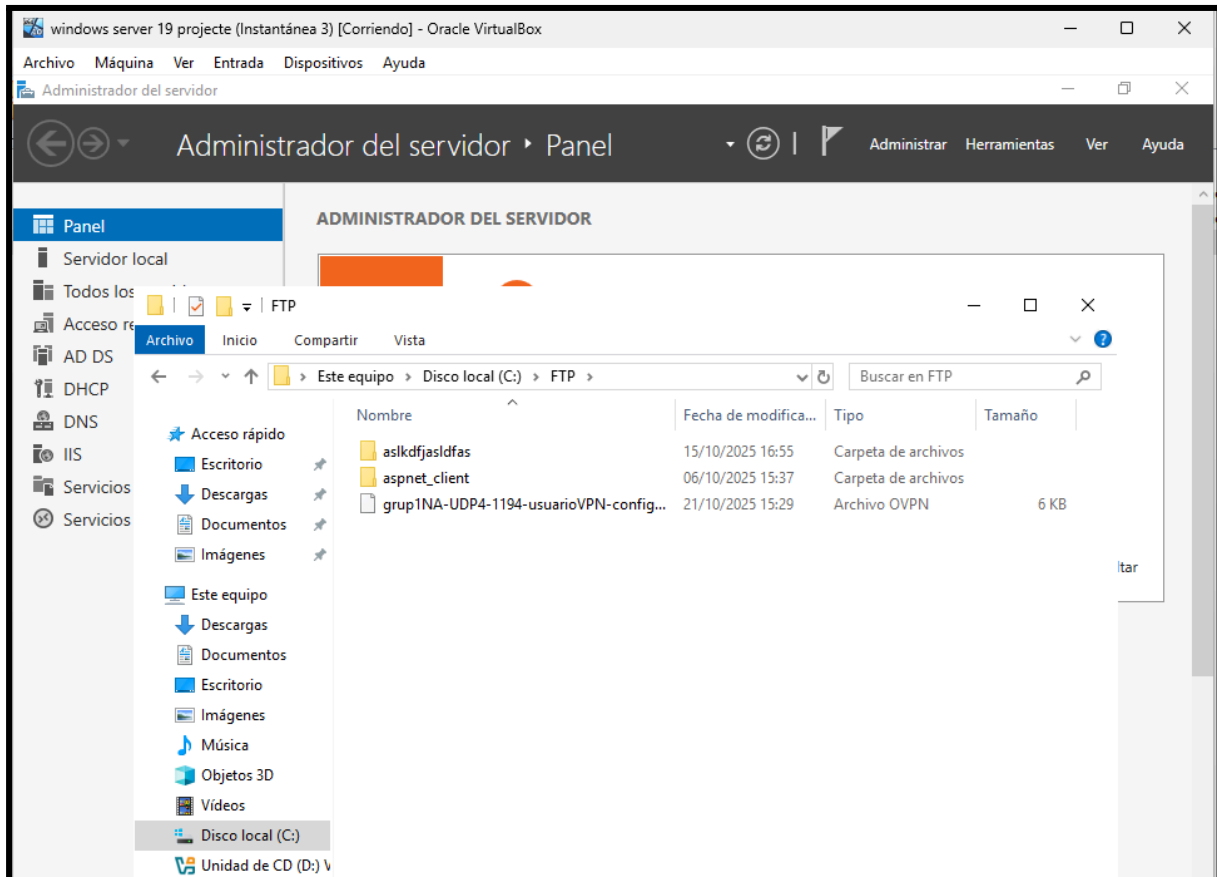 windows server 19 projecte (Instantánea 3) [Corriendo] - Oracle VirtualBox
Archivo Máquina Ver Entrada Dispositivos Ayuda
Administrador del servidor
Administrador del servidor Panel
Administrar Herramientas Ver Ayuda
Panel
Servidor local
Todos los
Acceso re
AD DS
DHCP
DNS
IIS
Servicios
Servicios
ADMINISTRADOR DEL SERVIDOR
FTP
Archivo Inicio Compartir Vista
Este equipo Disco local (C:) FTP
Buscar en FTP
Nombre Fecha de modifica... Tipo Tamaño
aslkdfjasldfas 15/10/2025 16:55 Carpeta de archivos
aspnet_client 06/10/2025 15:37 Carpeta de archivos
grup1NA-UDP4-1194-usuarioVPN-config... 21/10/2025 15:29 Archivo OVPN 6 KB
Acceso rápido
Escritorio
Descargas
Documentos
Imágenes
Este equipo
Descargas
Documentos
Escritorio
Imágenes
Música
Objetos 3D
Vídeos
Disco local (C:)
Unidad de CD (D:) V
tar